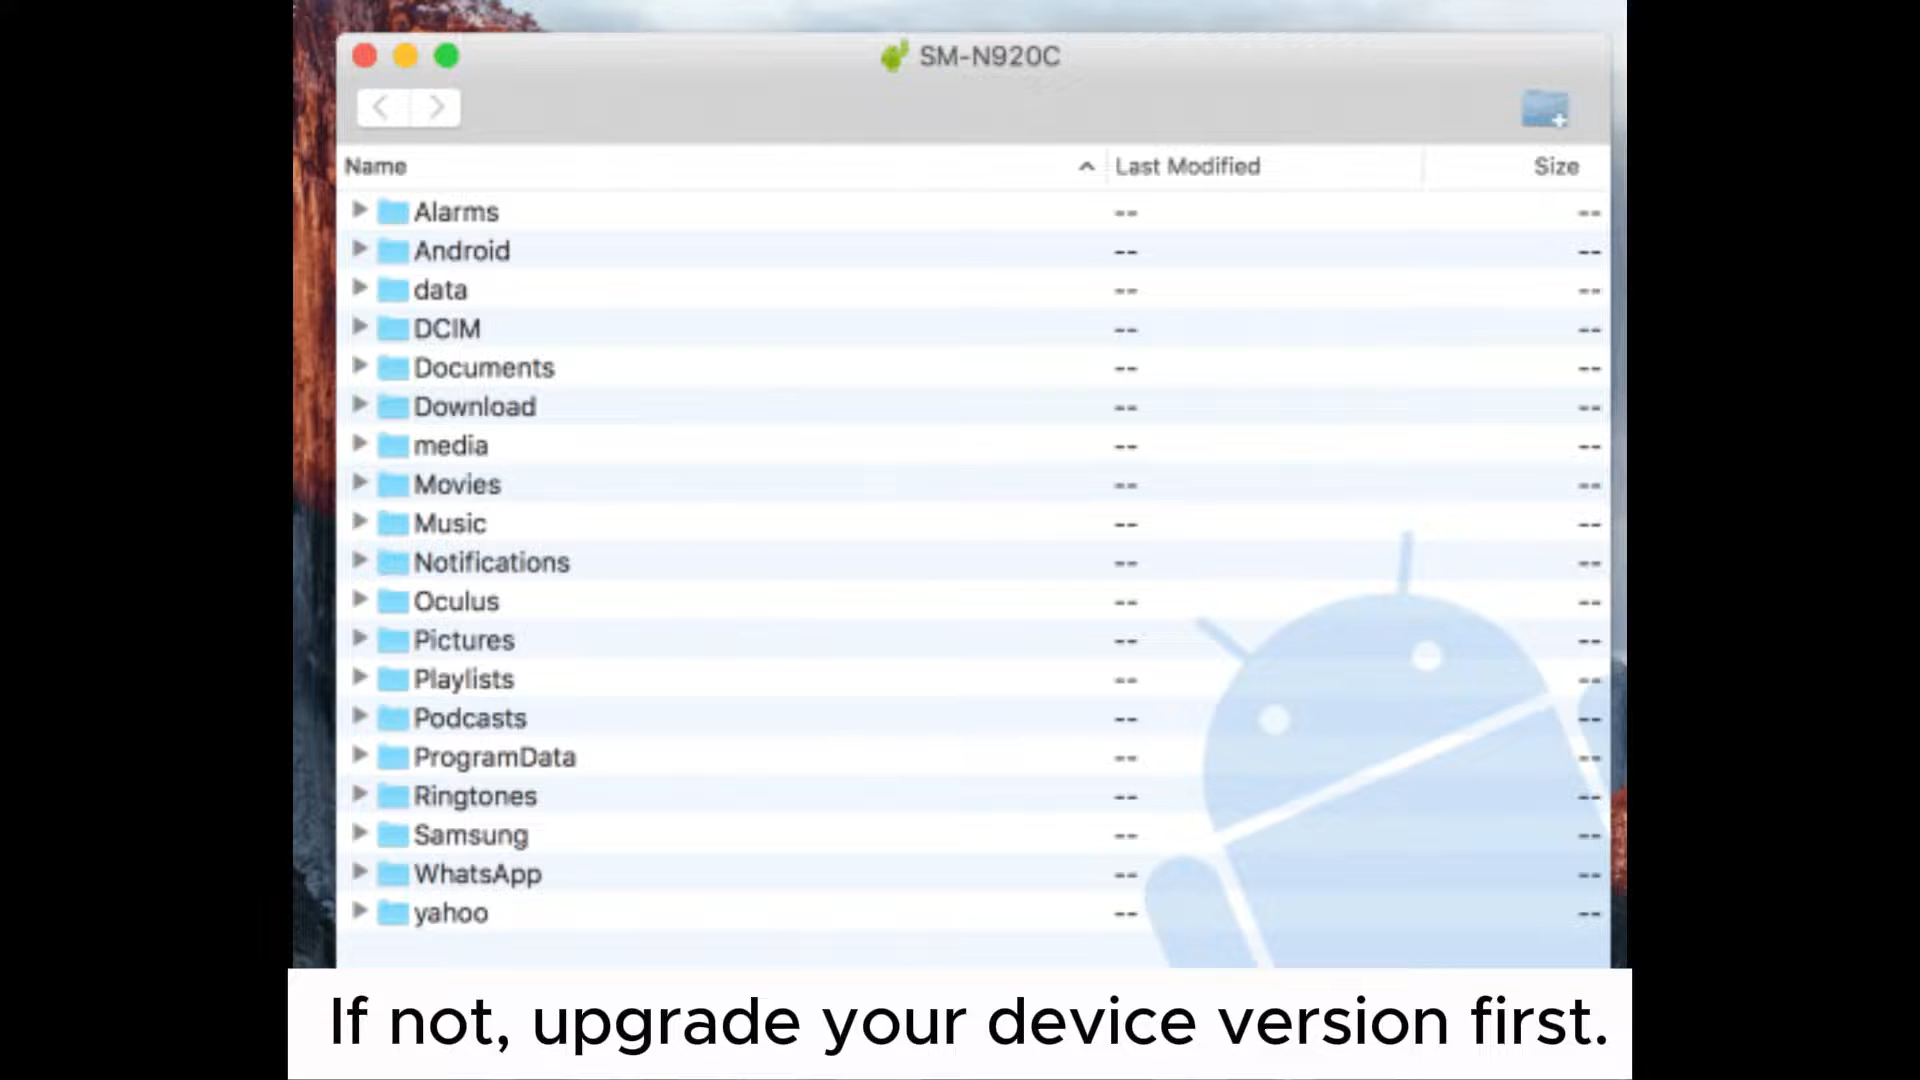 SM-N920C
Name Last Modified Size
Alarms -- --
Android -- --
data -- --
DCIM -- --
Documents -- --
Download -- --
media -- --
Movies -- --
Music -- --
Notifications -- --
Oculus -- --
Pictures -- --
Playlists -- --
Podcasts -- --
ProgramData -- --
Ringtones -- --
Samsung -- --
WhatsApp -- --
yahoo -- --
If not, upgrade your device version first.